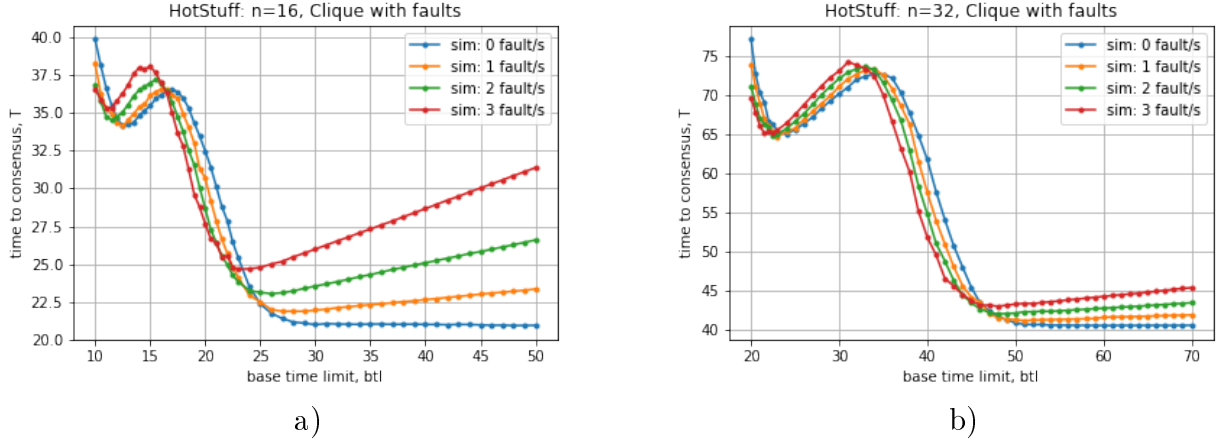 HotStuff: n=16, Clique with faults
time to consensus, T
40.0
37.5
35.0
32.5
30.0
27.5
25.0
22.5
20.0
sim: 0 fault/s
sim: 1 fault/s
sim: 2 fault/s
sim: 3 fault/s
10 15 20 25 30 35 40 45 50
base time limit, btl
a)
HotStuff: n=32, Clique with faults
time to consensus, T
75
70
65
60
55
50
45
40
sim: 0 fault/s
sim: 1 fault/s
sim: 2 fault/s
sim: 3 fault/s
20 30 40 50 60 70
base time limit, btl
b)